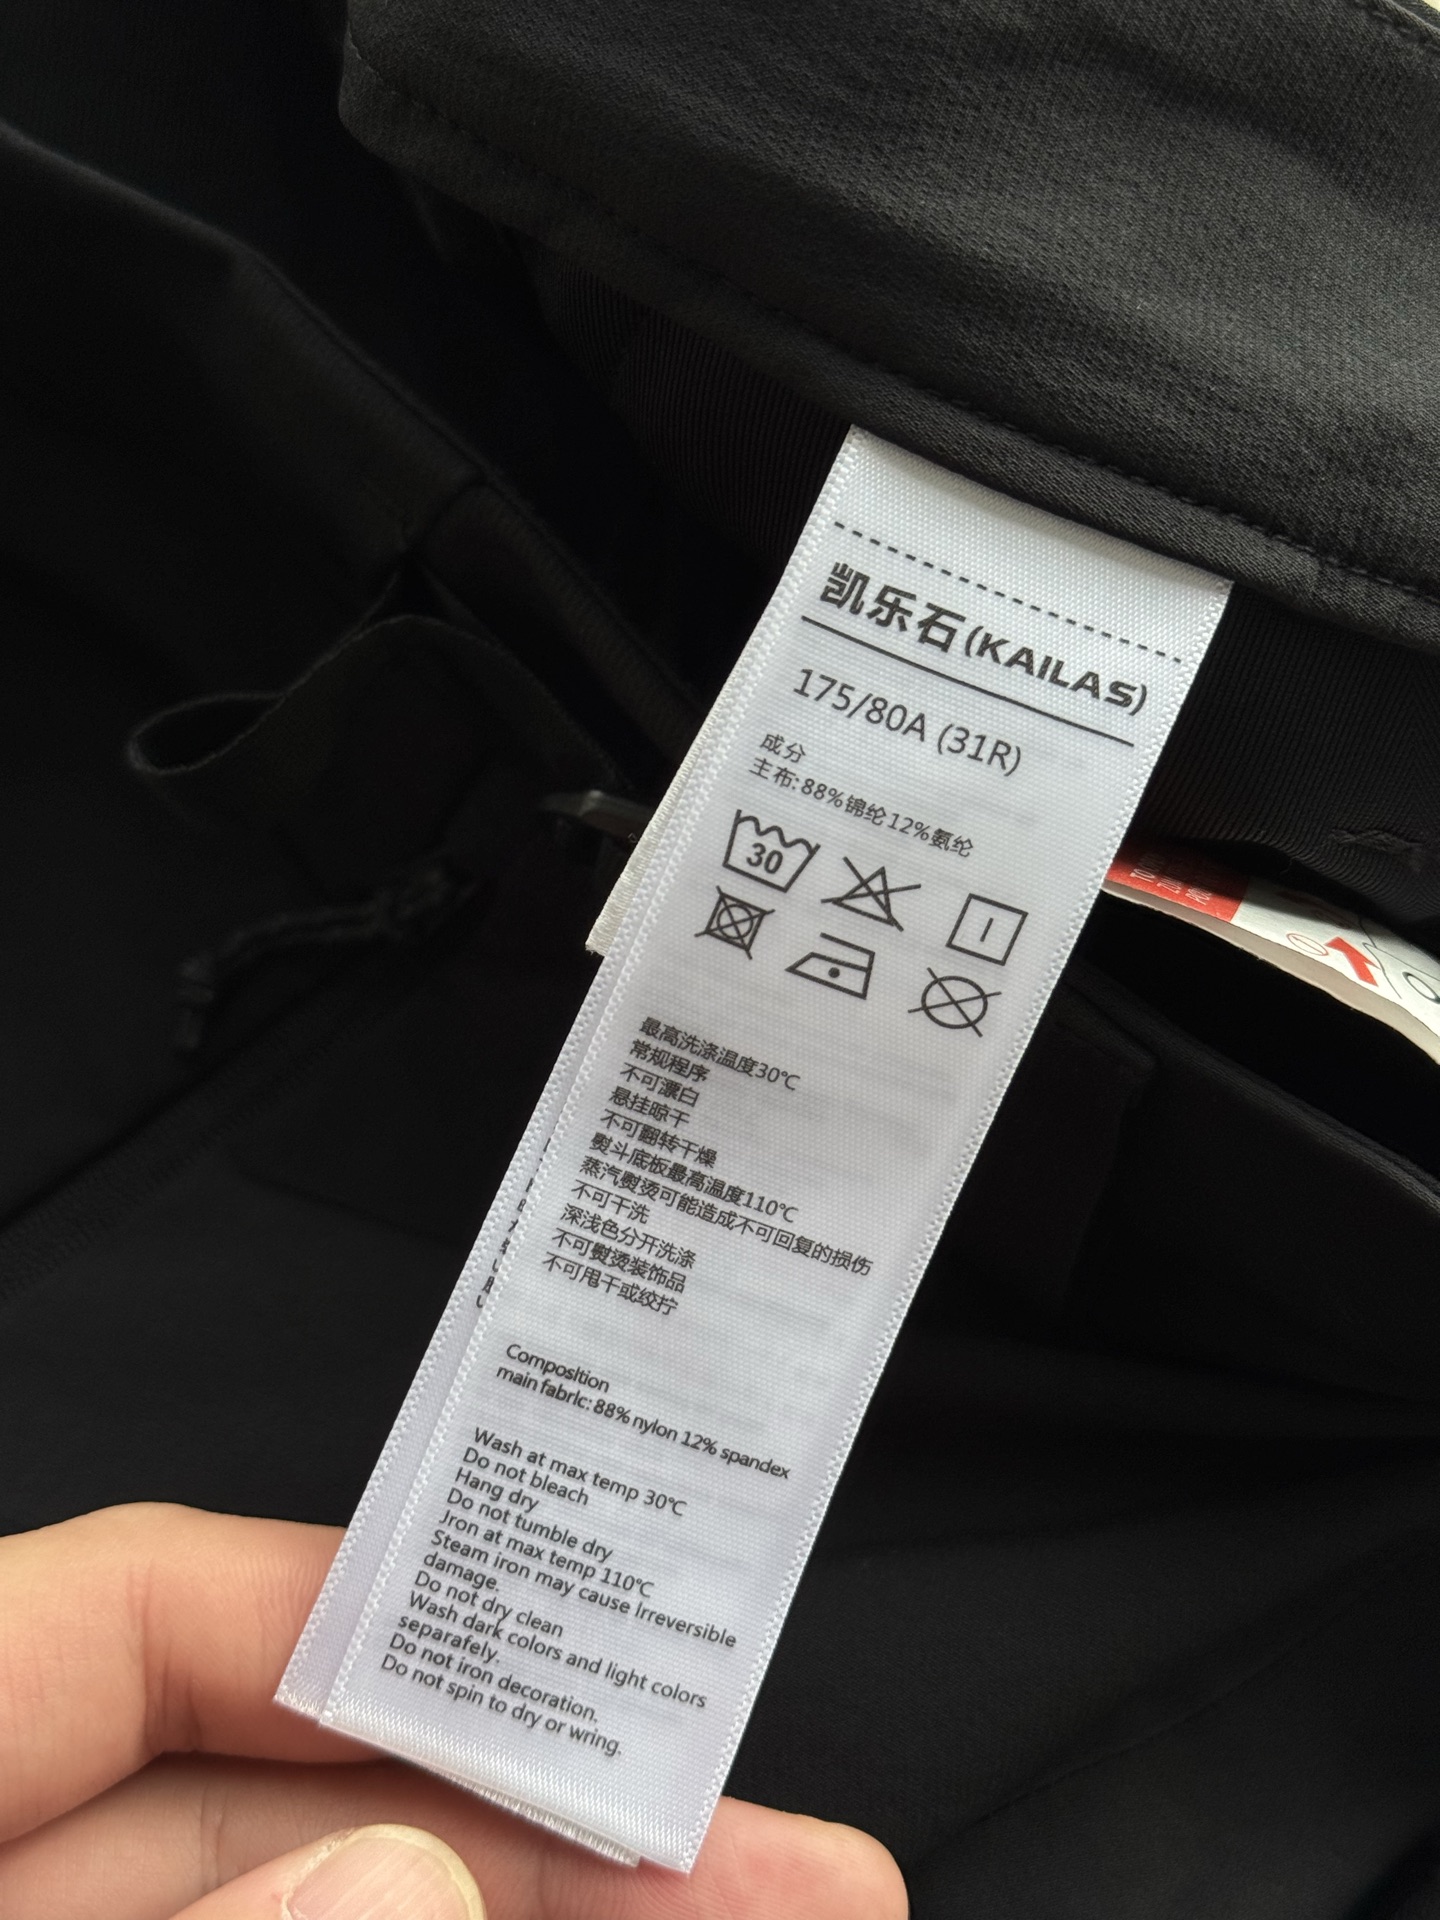 凯乐石(KAILAS)
175/80A (31R)
成分
主布:88%锦纶12%氨纶
30
最高洗涤温度30℃
常规程序
不可漂白
悬挂晾干
不可翻转干燥
熨斗底板最高温度110℃
蒸汽熨烫可能造成不可回复的损伤
不可干洗
深浅色分开洗涤
不可熨烫装饰品
不可甩干或绞拧
Composltion
main fabrlc: 88% nylon 12% spandex
Wash at max temp 30℃
Do not bleach
Hang dry
Do not tumble dry
Jron at max temp 110℃
Steam iron may cause lrreversible
damage.
Do not dry clean
Wash dark colors and light colors
separafely.
Do not iron decoration.
Do not spin to dry or wring.